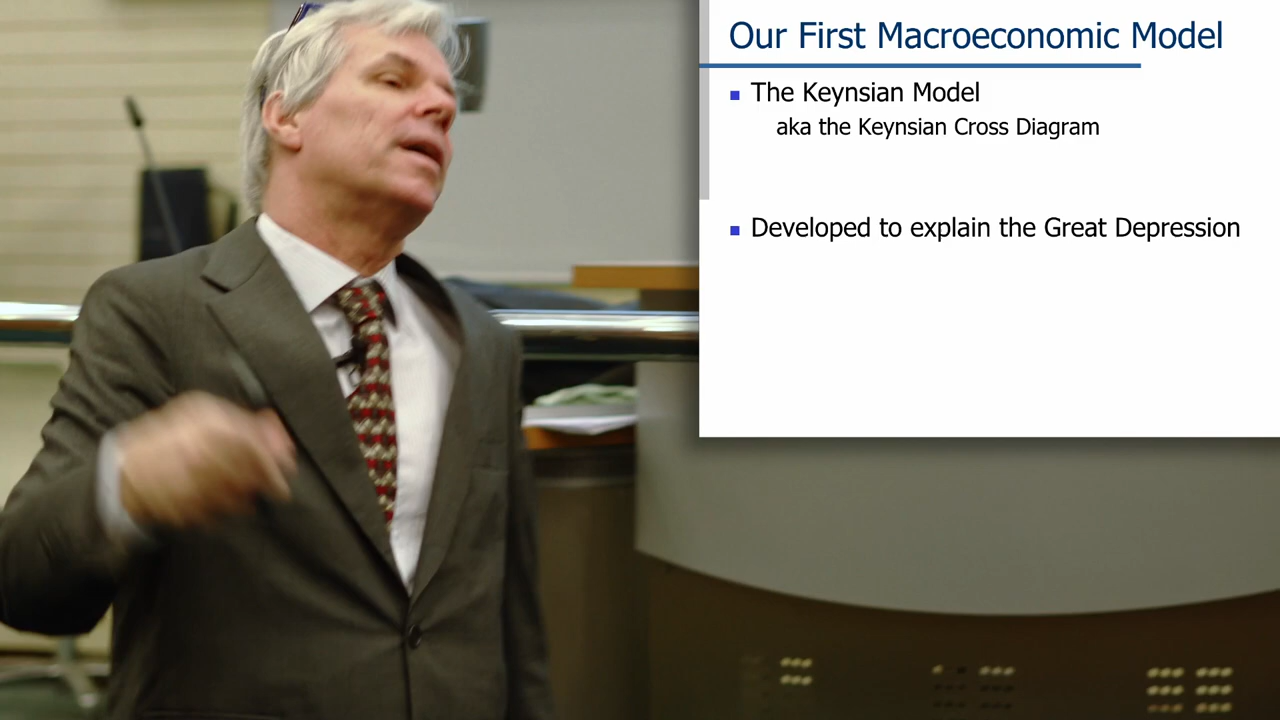 Our First Macroeconomic Model
The Keynsian Model
aka the Keynsian Cross Diagram
Developed to explain the Great Depression